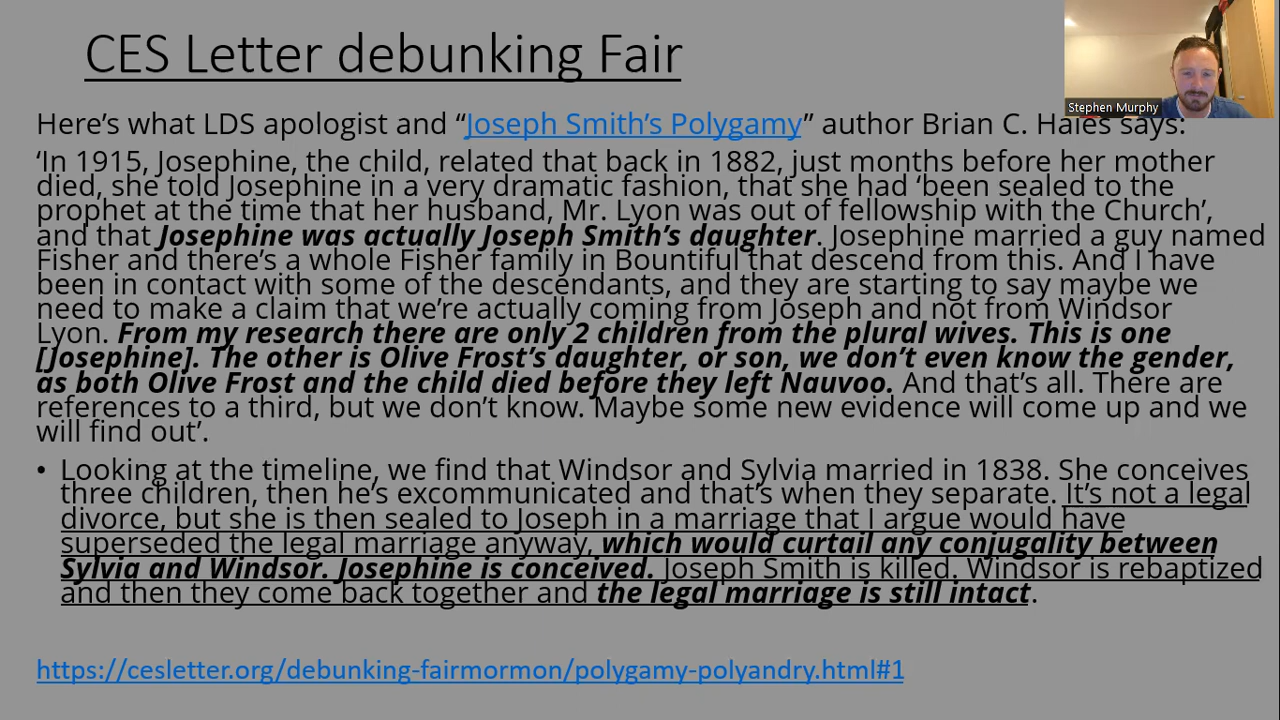 CES Letter debunking Fair
Stephen Murphy
Here’s what LDS apologist and “Joseph Smith’s Polygamy” author Brian C. Hales says:
‘In 1915, Josephine, the child, related that back in 1882, just months before her mother
died, she told Josephine in a very dramatic fashion, that she had ‘been sealed to the
prophet at the time that her husband, Mr. Lyon was out of fellowship with the Church’,
and that Josephine was actually Joseph Smith’s daughter. Josephine married a guy named
Fisher and there’s a whole Fisher family in Bountiful that descend from this. And I have
been in contact with some of the descendants, and they are starting to say maybe we
need to make a claim that we’re actually coming from Joseph and not from Windsor
Lyon. From my research there are only 2 children from the plural wives. This is one
[Josephine]. The other is Olive Frost’s daughter, or son, we don’t even know the gender,
as both Olive Frost and the child died before they left Nauvoo. And that’s all. There are
references to a third, but we don’t know. Maybe some new evidence will come up and we
will find out’.
• Looking at the timeline, we find that Windsor and Sylvia married in 1838. She conceives
three children, then he’s excommunicated and that’s when they separate. It’s not a legal
divorce, but she is then sealed to Joseph in a marriage that I argue would have
superseded the legal marriage anyway, which would curtail any conjugality between
Sylvia and Windsor. Josephine is conceived. Joseph Smith is killed. Windsor is rebaptized
and then they come back together and the legal marriage is still intact.
https://cesletter.org/debunking-fairmormon/polygamy-polyandry.html#1